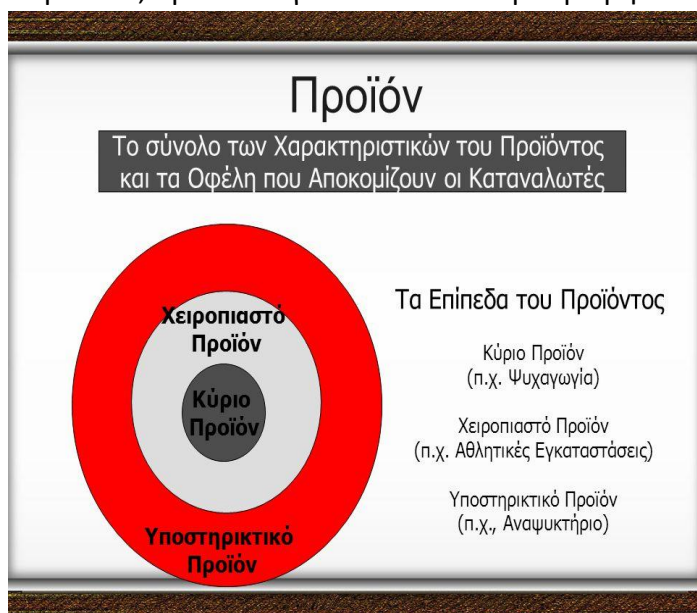 Προϊόν
Το σύνολο των Χαρακτηριστικών του Προϊόντος
και τα Οφέλη που Αποκομίζουν οι Καταναλωτές
Χειροπιαστό
Προϊόν
Κύριο
Προϊόν
Υποστηρικτικό
Προϊόν
Τα Επίπεδα του Προϊόντος
Κύριο Προϊόν
(π.χ. Ψυχαγωγία)
Χειροπιαστό Προϊόν
(π.χ. Αθλητικές Εγκαταστάσεις)
Υποστηρικτικό Προϊόν
(π.χ., Αναψυκτήριο)